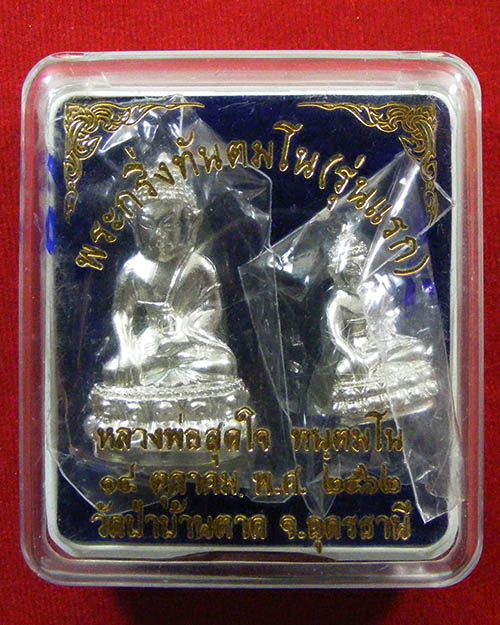 พระกริ่งทันตมโน(รุ่นแรก)
หลวงพ่อสุดใจ ทนฺตมโน
๑๔ ตุลาคม. พ.ศ. ๒๕๖๒
วัดป่าบ้านตาด จ.อุดรธานี